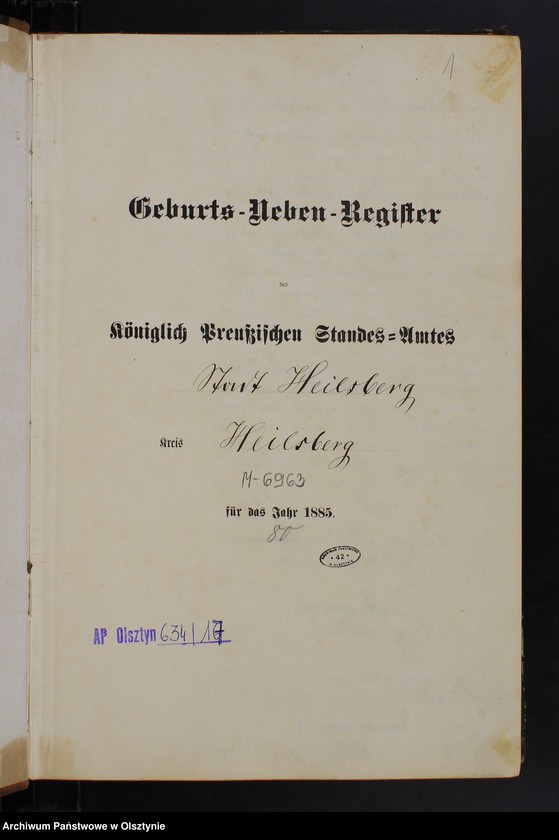 1
Geburts-Neben-Register
des
Königlich Preußischen Standes-Amtes
Stadt Heilsberg
Kreis Heilsberg
M-6963
für das Jahr 1885.
80
42
AP Olsztyn 634/17
Archiwum Państwowe w Olsztynie